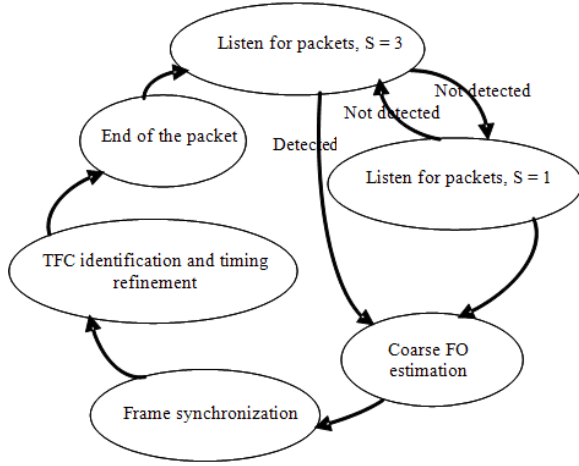 Listen for packets, S = 3
Not detected
Not detected
End of the packet
Detected
Listen for packets, S = 1
TFC identification and timing
refinement
Coarse FO
estimation
Frame synchronization